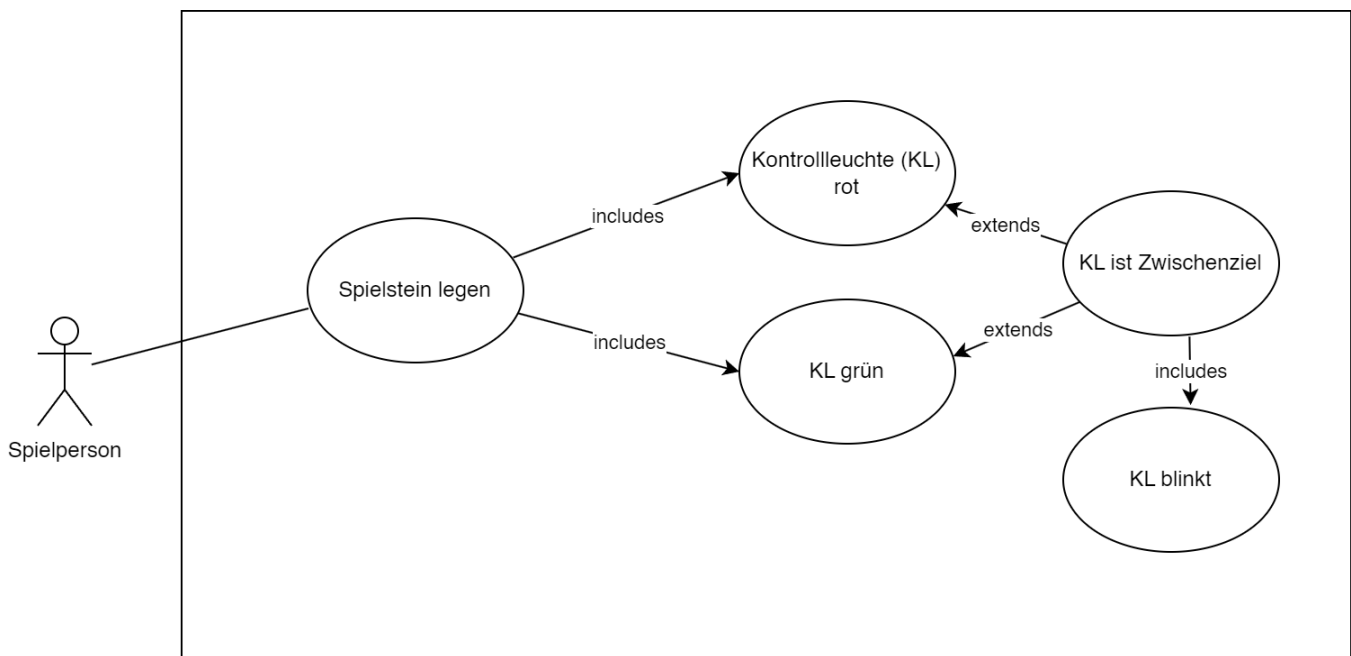 Kontrollleuchte (KL)
rot
includes
extends
KL ist Zwischenziel
Spielstein legen
includes
extends
KL grün
includes
Spielperson
KL blinkt